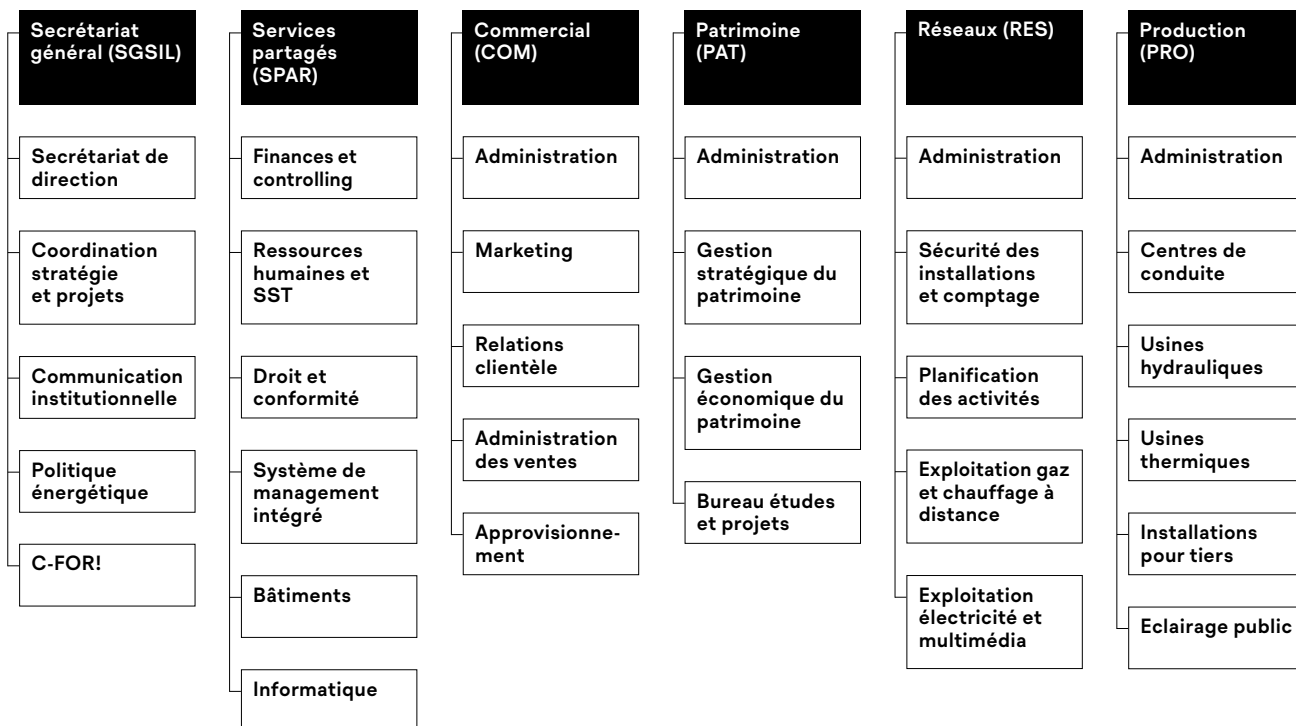 Secrétariat
général (SGSIL)
Secrétariat de
direction
Coordination
stratégie
et projets
Communication
institutionnelle
Politique
énergétique
C-FOR!
Services
partagés
(SPAR)
Finances et
controlling
Ressources
humaines et
SST
Droit et
conformité
Système de
management
intégré
Bâtiments
Informatique
Commercial
(COM)
Administration
Marketing
Relations
clientèle
Administration
des ventes
Approvisionne-
ment
Patrimoine
(PAT)
Administration
Gestion
stratégique du
patrimoine
Gestion
économique du
patrimoine
Bureau études
et projets
Réseaux (RES)
Administration
Sécurité des
installations
et comptage
Planification
des activités
Exploitation gaz
et chauffage à
distance
Exploitation
électricité et
multimédia
Production
(PRO)
Administration
Centres de
conduite
Usines
hydrauliques
Usines
thermiques
Installations
pour tiers
Eclairage public